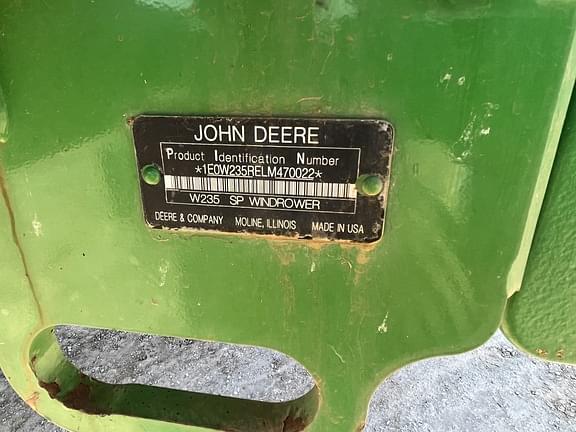 JOHN DEERE
Product Identification Number
*1E0W235RELM470022*
W235 SP WINDROWER
DEERE & COMPANY MOLINE, ILLINOIS MADE IN USA